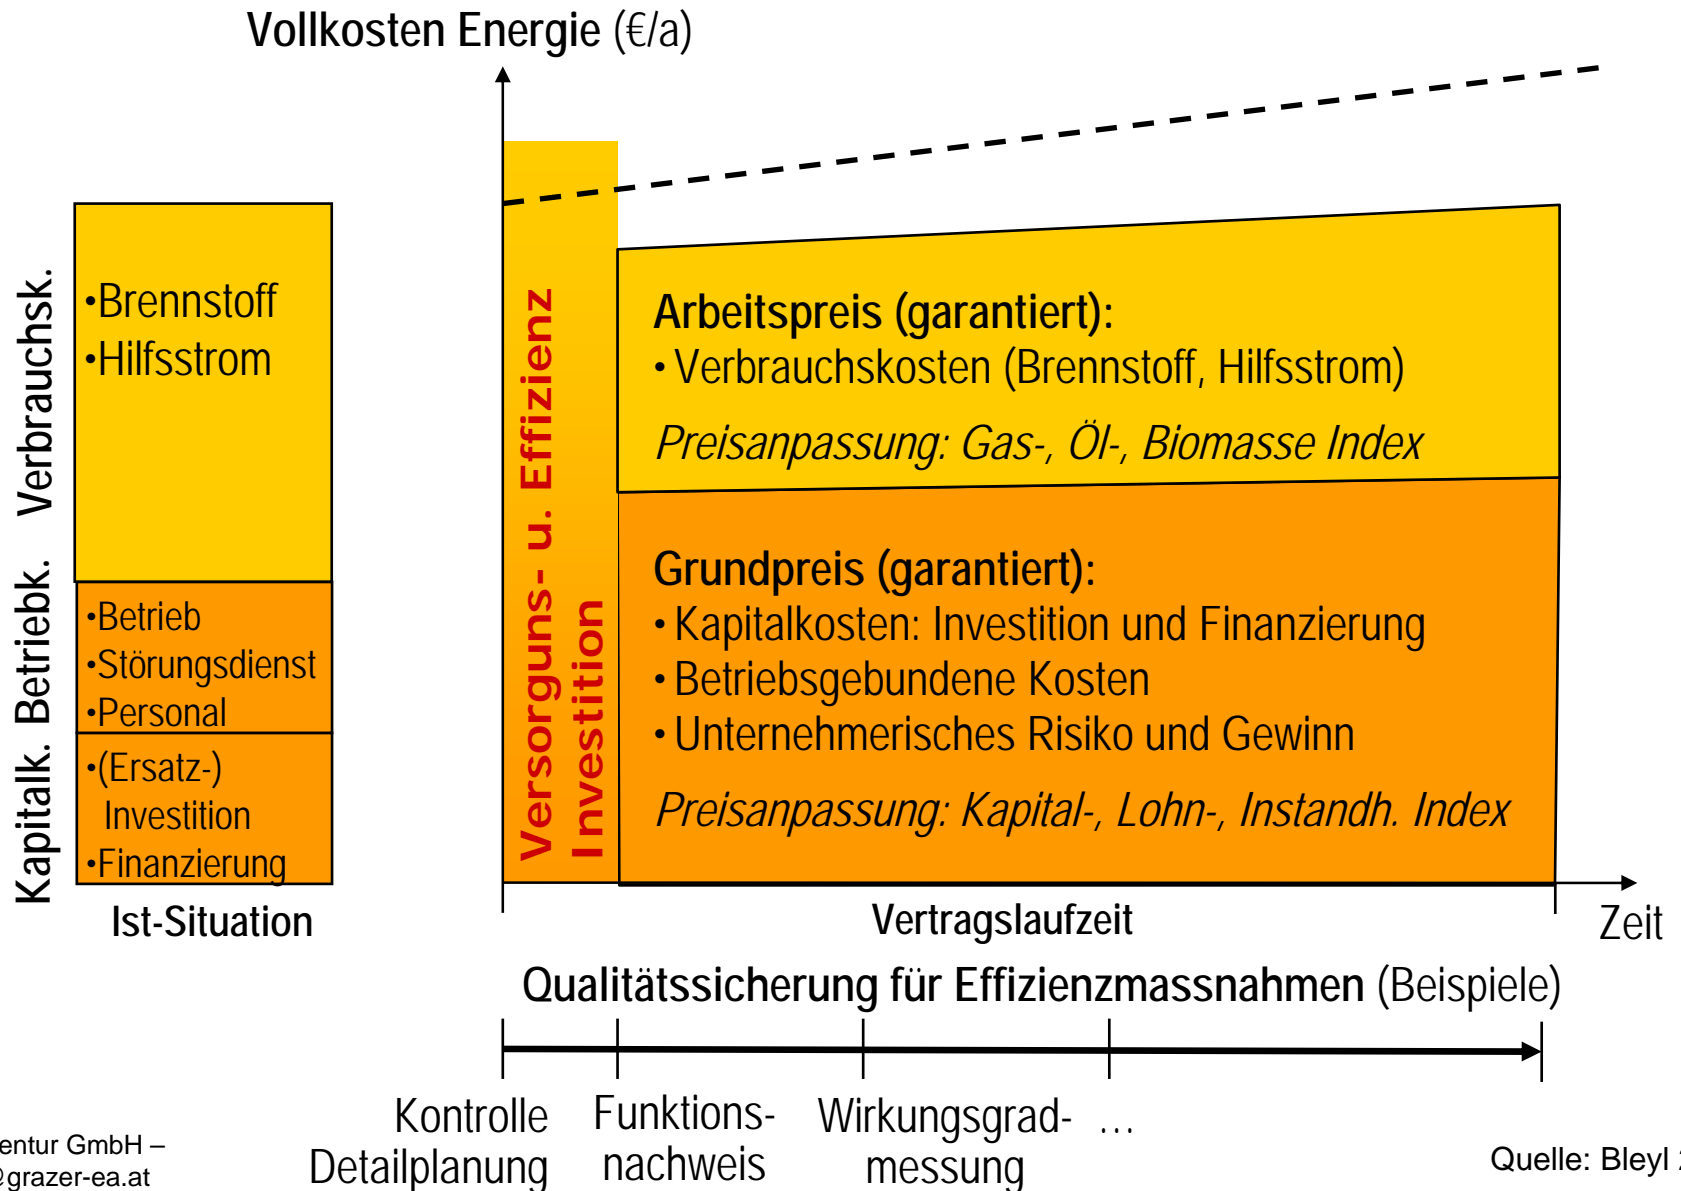 Vollkosten Energie (€/a)
Verbrauchsk.
Betriebk.
Kapitalk.
•Brennstoff
•Hilfsstrom
•Betrieb
•Störungsdienst
•Personal
•(Ersatz-)
Investition
•Finanzierung
Ist-Situation
Versorguns- u. Effizienz
Investition
Arbeitspreis (garantiert):
• Verbrauchskosten (Brennstoff, Hilfsstrom)
Preisanpassung: Gas-, Öl-, Biomasse Index
Grundpreis (garantiert):
• Kapitalkosten: Investition und Finanzierung
• Betriebsgebundene Kosten
• Unternehmerisches Risiko und Gewinn
Preisanpassung: Kapital-, Lohn-, Instandh. Index
Vertragslaufzeit
Zeit
Qualitätssicherung für Effizienzmassnahmen (Beispiele)
Kontrolle
Detailplanung
Funktions-
nachweis
Wirkungsgrad-
messung
...
entur GmbH –
@grazer-ea.at
Quelle: Bleyl